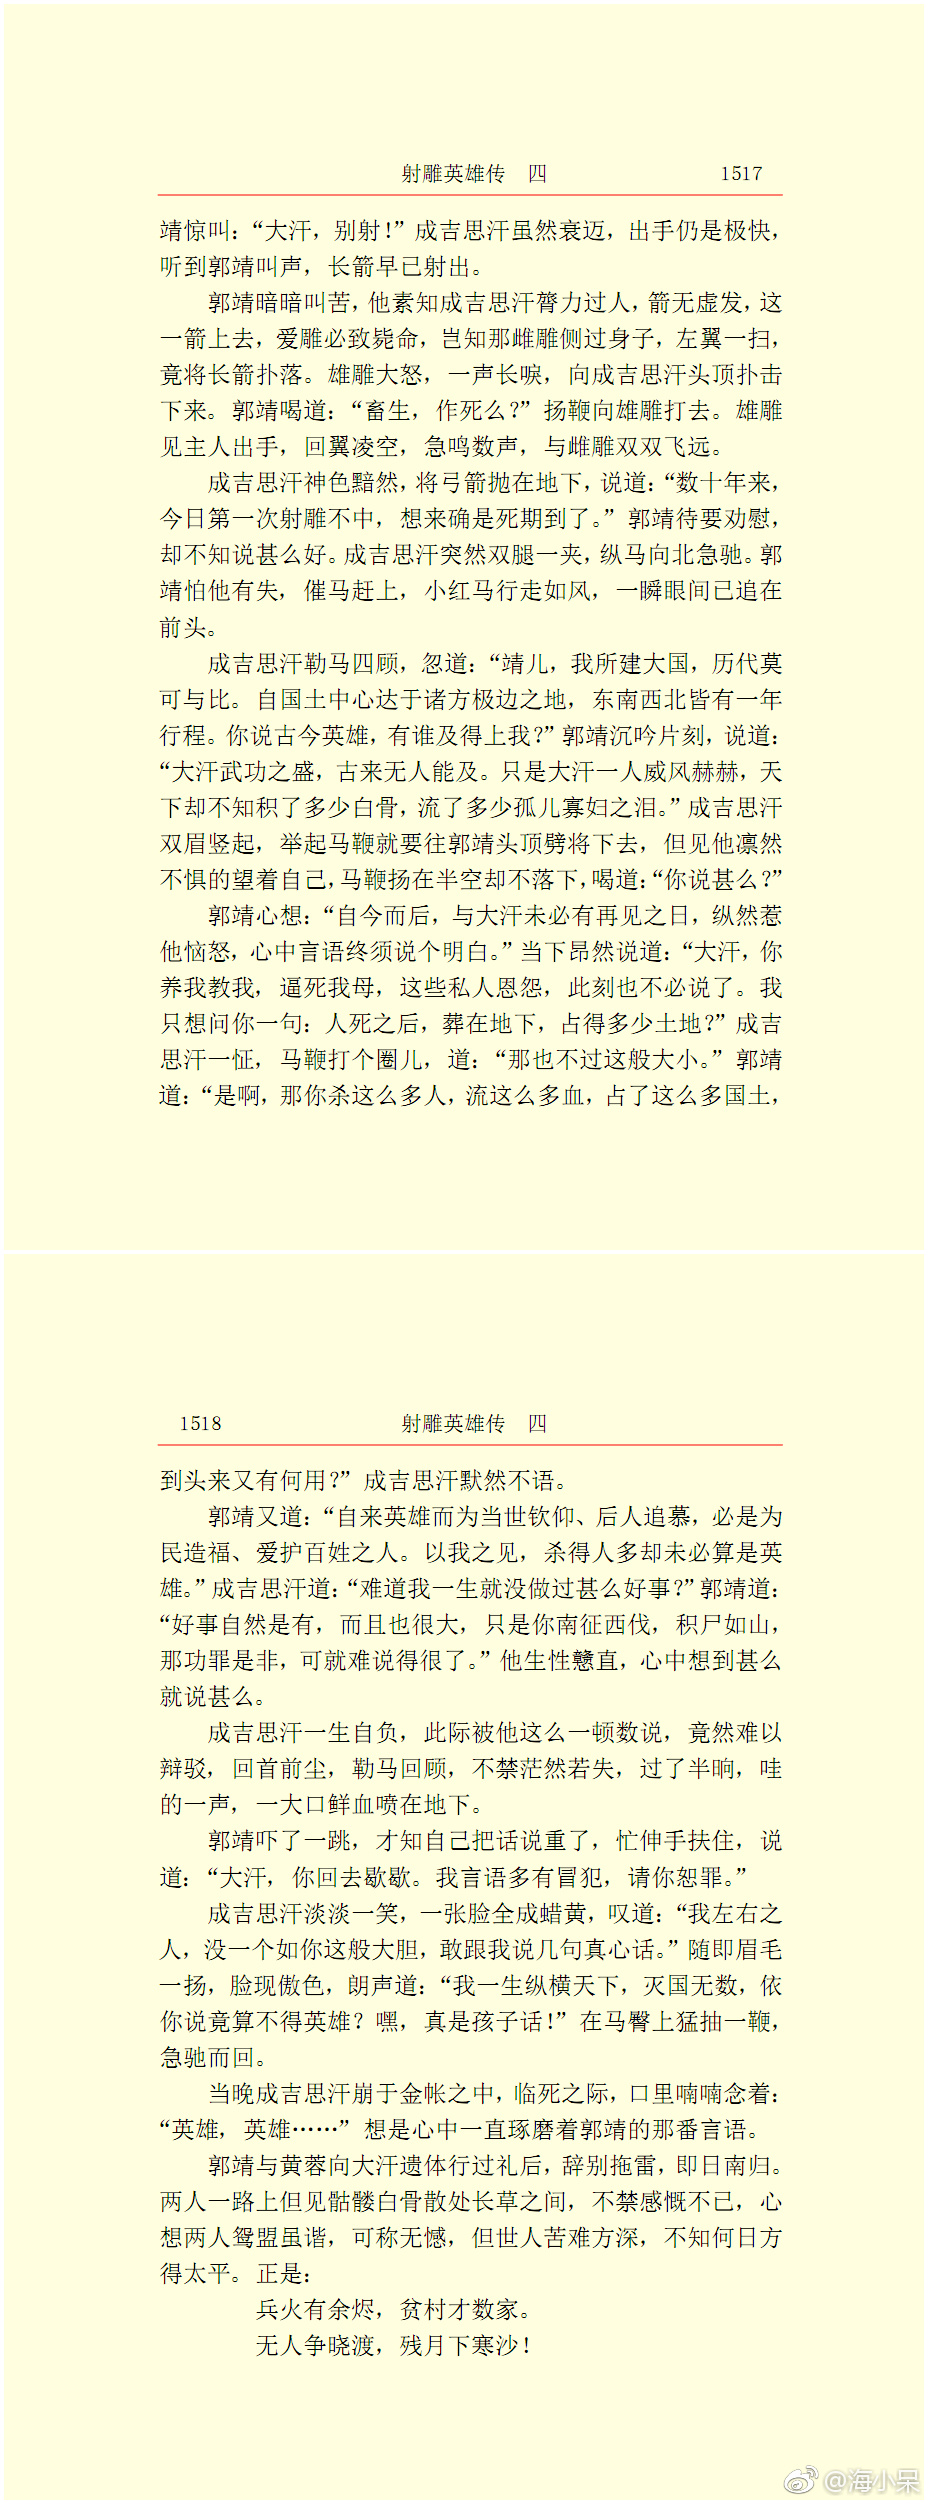 射雕英雄传　四　1517
靖惊叫：“大汗，别射！”成吉思汗虽然衰迈，出手仍是极快，
听到郭靖叫声，长箭早已射出。
郭靖暗暗叫苦，他素知成吉思汗膂力过人，箭无虚发，这
一箭上去，爱雕必致毙命，岂知那雌雕侧过身子，左翼一扫，
竟将长箭扑落。雄雕大怒，一声长唳，向成吉思汗头顶扑击
下来。郭靖喝道：“畜生，作死么？”扬鞭向雄雕打去。雄雕
见主人出手，回翼凌空，急鸣数声，与雌雕双双飞远。
成吉思汗神色黯然，将弓箭抛在地下，说道：“数十年来，
今日第一次射雕不中，想来确是死期到了。”郭靖待要劝慰，
却不知说甚么好。成吉思汗突然双腿一夹，纵马向北急驰。郭
靖怕他有失，催马赶上，小红马行走如风，一瞬眼间已追在
前头。
成吉思汗勒马四顾，忽道：“靖儿，我所建大国，历代莫
可与比。自国土中心达于诸方极边之地，东南西北皆有一年
行程。你说古今英雄，有谁及得上我？”郭靖沉吟片刻，说道：
“大汗武功之盛，古来无人能及。只是大汗一人威风赫赫，天
下却不知积了多少白骨，流了多少孤儿寡妇之泪。”成吉思汗
双眉竖起，举起马鞭就要往郭靖头顶劈将下去，但见他凛然
不惧的望着自己，马鞭扬在半空却不落下，喝道：“你说甚么？”
郭靖心想：“自今而后，与大汗未必有再见之日，纵然惹
他恼怒，心中言语终须说个明白。”当下昂然说道：“大汗，你
养我教我，逼死我母，这些私人恩怨，此刻也不必说了。我
只想问你一句：人死之后，葬在地下，占得多少土地？”成吉
思汗一怔，马鞭打个圈儿，道：“那也不过这般大小。”郭靖
道：“是啊，那你杀这么多人，流这么多血，占了这么多国土，
1518　射雕英雄传　四
到头来又有何用？”成吉思汗默然不语。
郭靖又道：“自来英雄而为当世钦仰、后人追慕，必是为
民造福、爱护百姓之人。以我之见，杀得人多却未必算是英
雄。”成吉思汗道：“难道我一生就没做过甚么好事？”郭靖道：
“好事自然是有，而且也很大，只是你南征西伐，积尸如山，
那功罪是非，可就难说得很了。”他生性戆直，心中想到甚么
就说甚么。
成吉思汗一生自负，此际被他这么一顿数说，竟然难以
辩驳，回首前尘，勒马回顾，不禁茫然若失，过了半晌，哇
的一声，一大口鲜血喷在地下。
郭靖吓了一跳，才知自己把话说重了，忙伸手扶住，说
道：“大汗，你回去歇歇。我言语多有冒犯，请你恕罪。”
成吉思汗淡淡一笑，一张脸全成蜡黄，叹道：“我左右之
人，没一个如你这般大胆，敢跟我说几句真心话。”随即眉毛
一扬，脸现傲色，朗声道：“我一生纵横天下，灭国无数，依
你说竟算不得英雄？嘿，真是孩子话！”在马臀上猛抽一鞭，
急驰而回。
当晚成吉思汗崩于金帐之中，临死之际，口里喃喃念着：
“英雄，英雄……”想是心中一直琢磨着郭靖的那番言语。
郭靖与黄蓉向大汗遗体行过礼后，辞别拖雷，即日南归。
两人一路上但见骷髅白骨散处长草之间，不禁感慨不已，心
想两人鸳盟虽谐，可称无憾，但世人苦难方深，不知何日方
得太平。正是：
兵火有余烬，贫村才数家。
无人争晓渡，残月下寒沙！
@海小呆